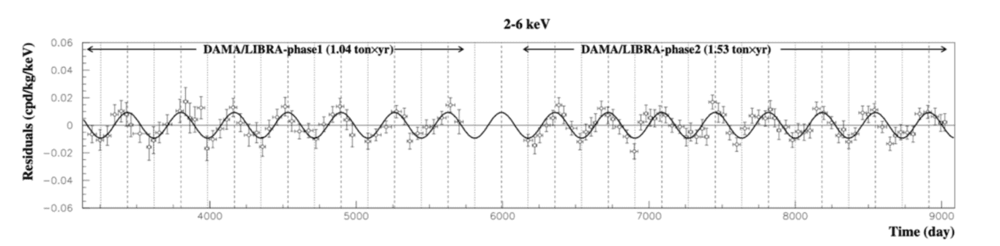 2-6 keV
DAMA/LIBRA-phase1 (1.04 ton×yr)
DAMA/LIBRA-phase2 (1.53 ton×yr)
Residuals (cpd/kg/keV)
0.06
0.04
0.02
0
−0.02
−0.04
−0.06
4000
5000
6000
7000
8000
9000
Time (day)